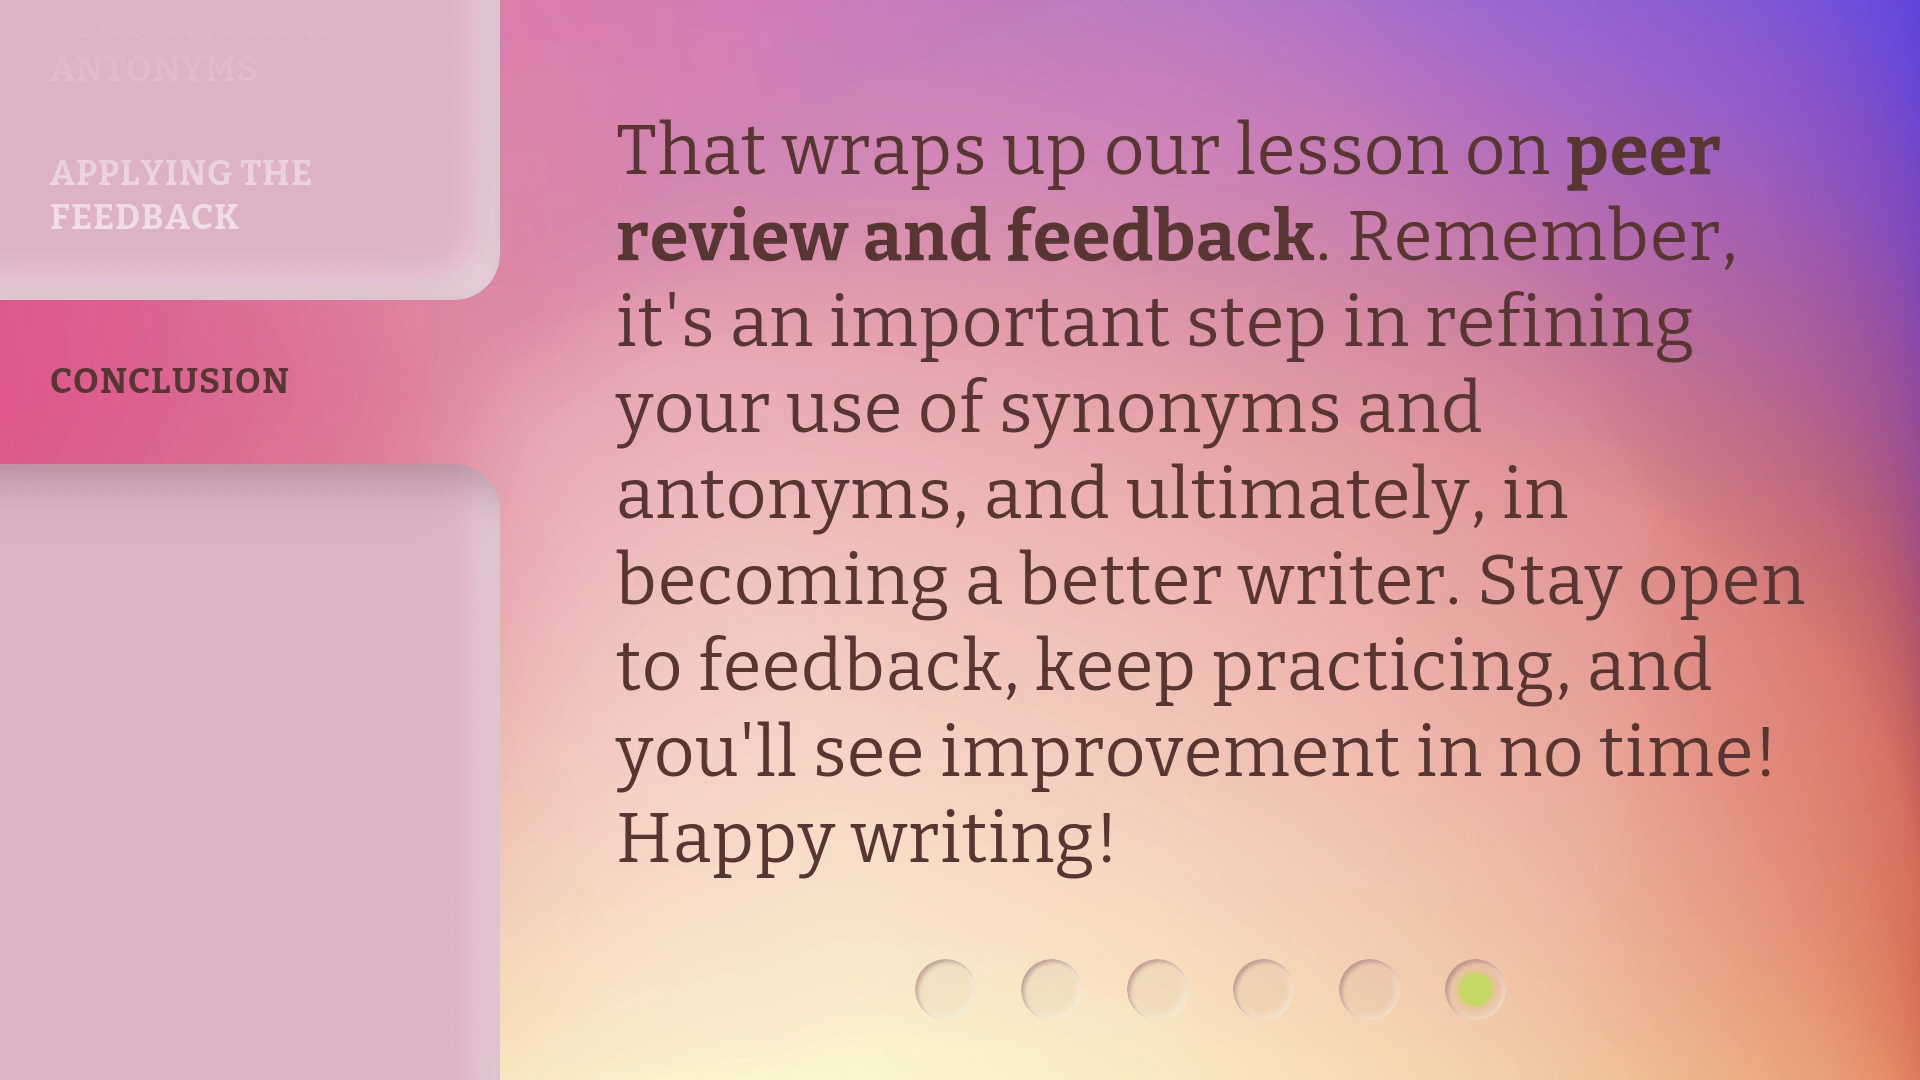 ANTONYMS
APPLYING THE
FEEDBACK
CONCLUSION
That wraps up our lesson on peer
review and feedback. Remember,
it's an important step in refining
your use of synonyms and
antonyms, and ultimately, in
becoming a better writer. Stay open
to feedback, keep practicing, and
you'll see improvement in no time!
Happy writing!